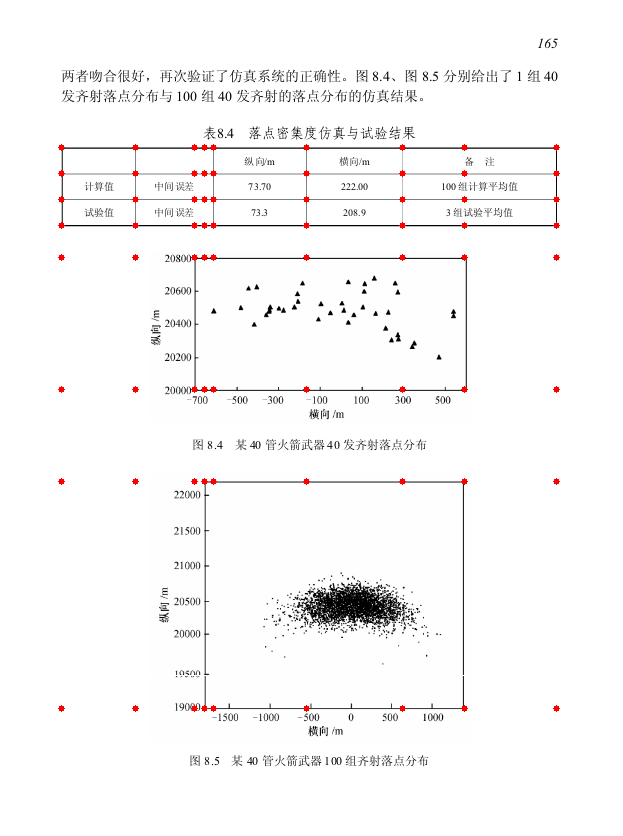 165
两者吻合很好，再次验证了仿真系统的正确性。图 8.4、图 8.5 分别给出了 1 组 40
发齐射落点分布与 100 组 40 发齐射的落点分布的仿真结果。
表8.4 落点密集度仿真与试验结果
纵向/m 横向/m 备 注
计算值 中间误差 73.70 222.00 100 组计算平均值
试验值 中间误差 73.3 208.9 3 组试验平均值
20800
20600
20400
20200
20000
纵向 /m
−700 −500 −300 −100 100 300 500
横向 /m
图 8.4 某 40 管火箭武器 40 发齐射落点分布
22000
21500
21000
20500
20000
19500
19000
纵向 /m
−1500 −1000 −500 0 500 1000
横向 /m
图 8.5 某 40 管火箭武器 100 组齐射落点分布